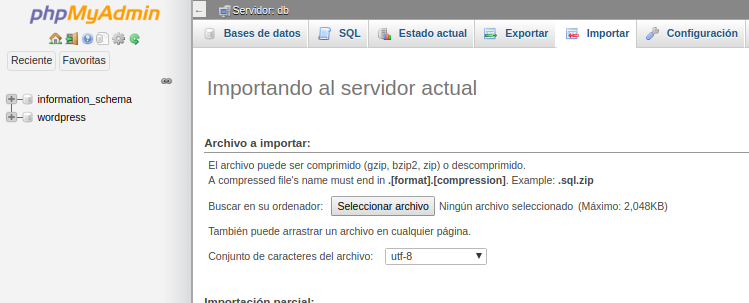 phpMyAdmin
Servidor: db
Reciente
Favoritas
information_schema
wordpress
Bases de datos
SQL
Estado actual
Exportar
Importar
Configuración
Importando al servidor actual
Archivo a importar:
El archivo puede ser comprimido (gzip, bzip2, zip) o descomprimido.
A compressed file's name must end in .[format].[compression]. Example: .sql.zip
Buscar en su ordenador: Seleccionar archivo Ningún archivo seleccionado (Máximo: 2,048KB)
También puede arrastrar un archivo en cualquier página.
Conjunto de caracteres del archivo: utf-8
Importación parcial: